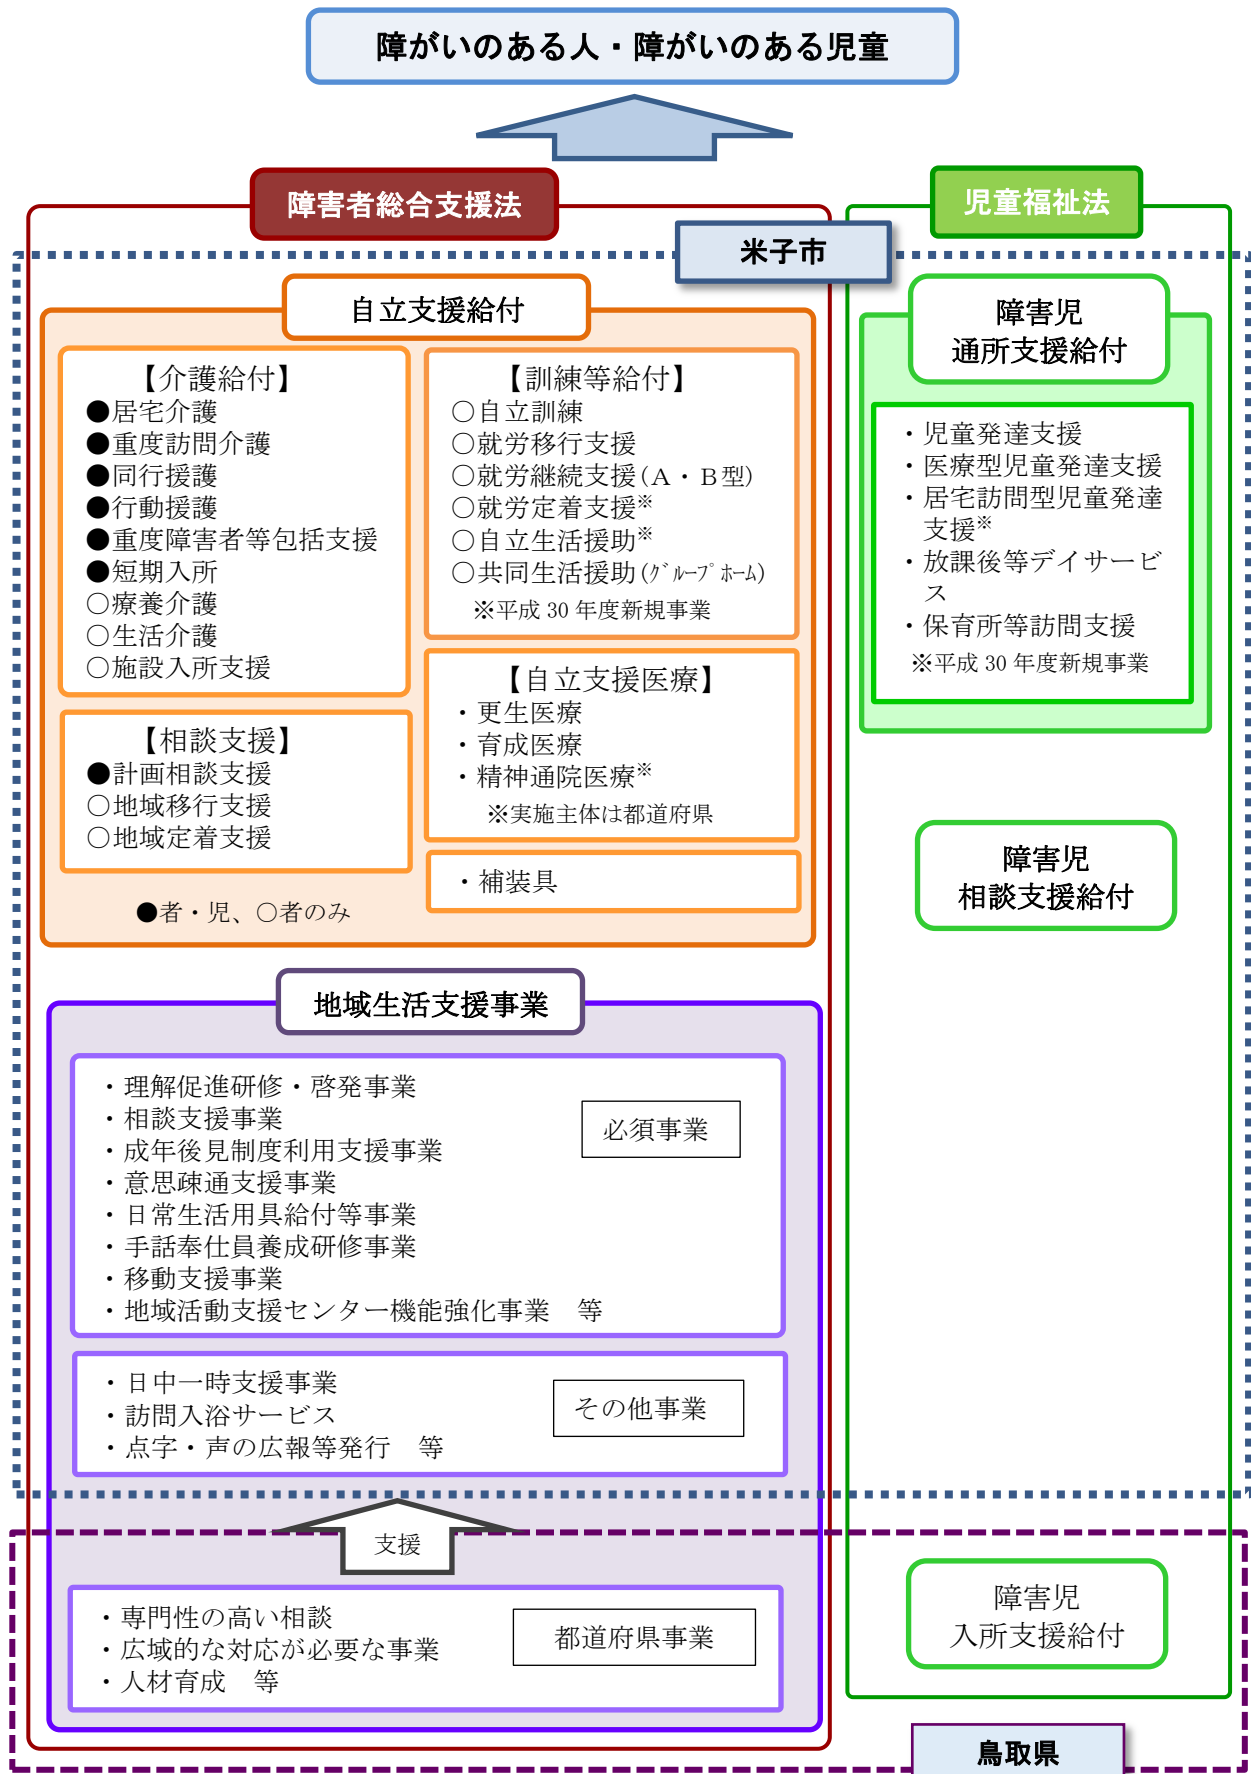 障がいのある人・障がいのある児童
障害者総合支援法
児童福祉法
米子市
自立支援給付
【介護給付】
●居宅介護
●重度訪問介護
●同行援護
●行動援護
●重度障害者等包括支援
●短期入所
○療養介護
○生活介護
○施設入所支援
【相談支援】
●計画相談支援
○地域移行支援
○地域定着支援
●者・児、○者のみ
【訓練等給付】
○自立訓練
○就労移行支援
○就労継続支援(A・B型)
○就労定着支援※
○自立生活援助※
○共同生活援助(ｸﾞﾙｰﾌﾟﾎｰﾑ)
※平成 30 年度新規事業
【自立支援医療】
・更生医療
・育成医療
・精神通院医療※
※実施主体は都道府県
・補装具
障害児
通所支援給付
・児童発達支援
・医療型児童発達支援
・居宅訪問型児童発達
支援※
・放課後等デイサービ
ス
・保育所等訪問支援
※平成 30 年度新規事業
障害児
相談支援給付
地域生活支援事業
・理解促進研修・啓発事業
・相談支援事業
・成年後見制度利用支援事業
・意思疎通支援事業
・日常生活用具給付等事業
・手話奉仕員養成研修事業
・移動支援事業
・地域活動支援センター機能強化事業　等
必須事業
・日中一時支援事業
・訪問入浴サービス
・点字・声の広報等発行　等
その他事業
支援
・専門性の高い相談
・広域的な対応が必要な事業
・人材育成　等
都道府県事業
障害児
入所支援給付
鳥取県